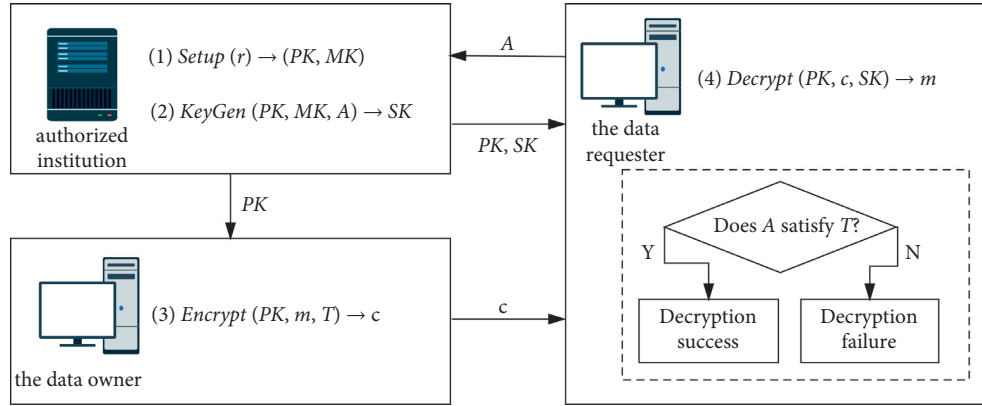 (1) Setup (r) → (PK, MK)
(2) KeyGen (PK, MK, A) → SK
authorized
institution
A
PK, SK
PK
(3) Encrypt (PK, m, T) → c
the data owner
c
(4) Decrypt (PK, c, SK) → m
the data
requester
Does A satisfy T?
Y
N
Decryption
success
Decryption
failure